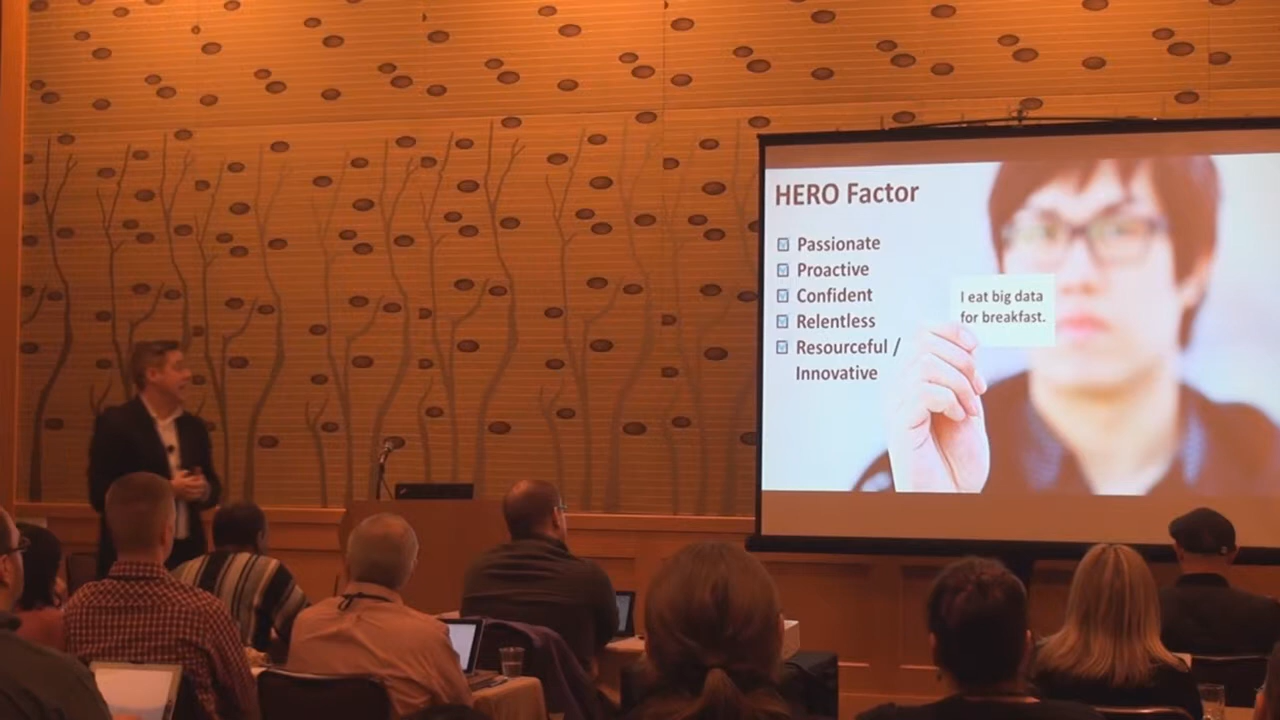 HERO Factor
Passionate
Proactive
Confident
Relentless
Resourceful /
Innovative
I eat big data
for breakfast.